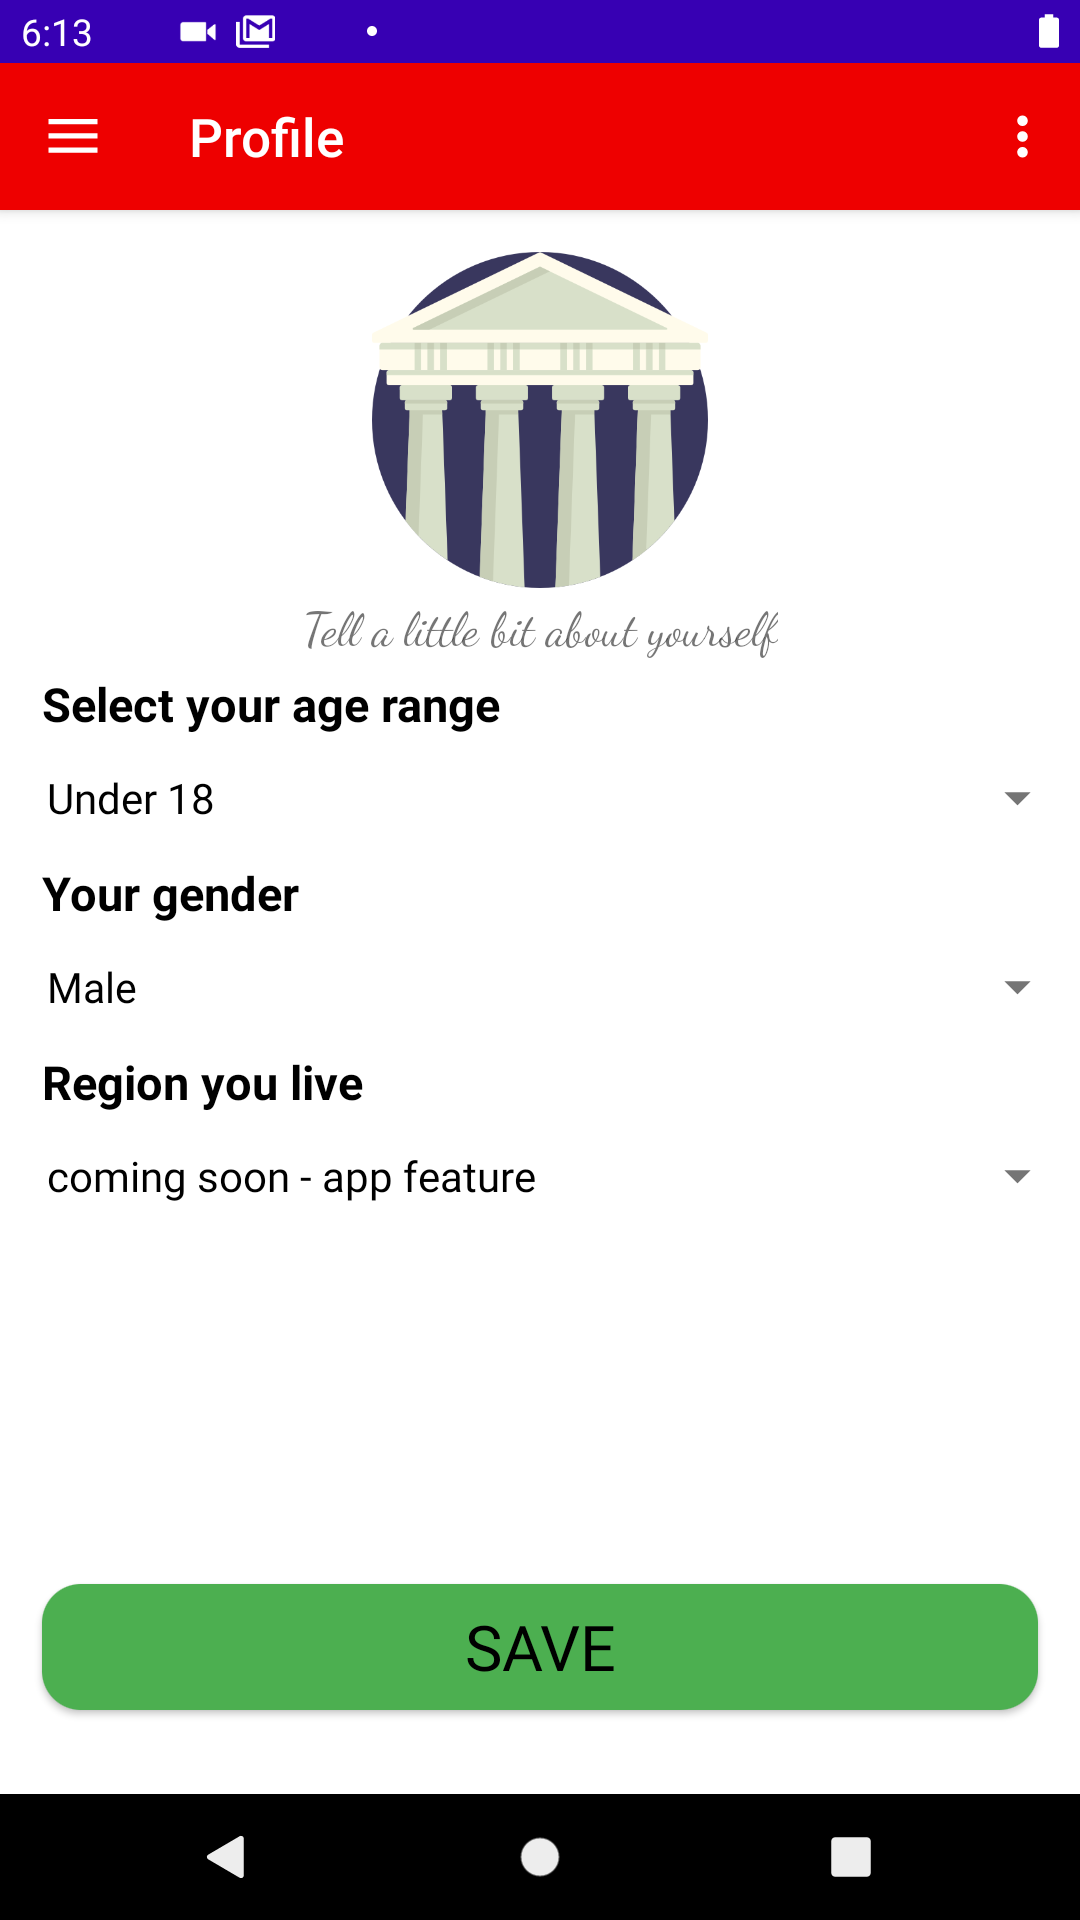 6:13
Profile
Tell a little bit about yourself
Select your age range
Under 18
Your gender
Male
Region you live
coming soon - app feature
SAVE